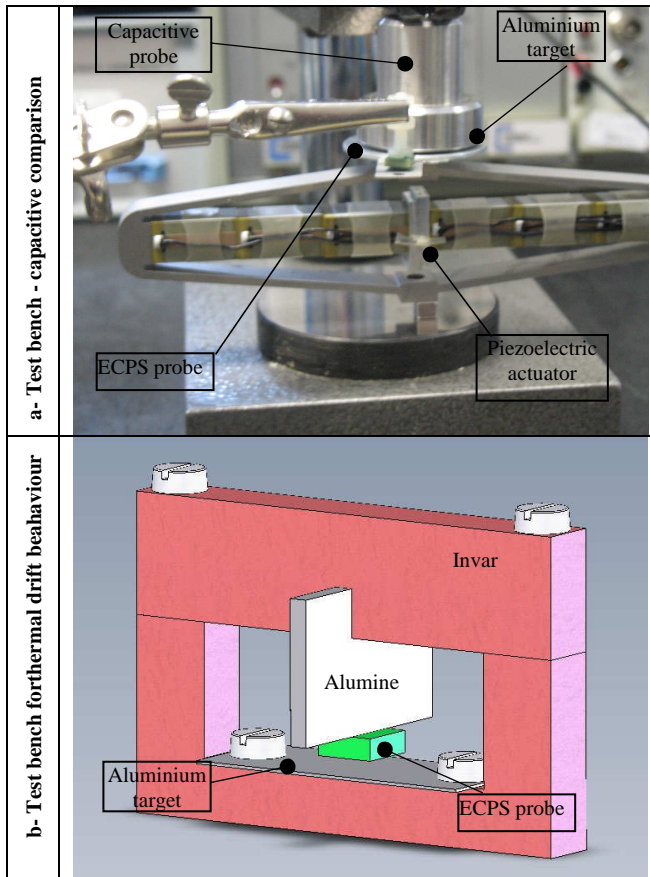 a- Test bench - capacitive comparison
Capacitive
probe
Aluminium
target
ECPS probe
Piezoelectric
actuator
b- Test bench forthermal drift beahaviour
Invar
Alumine
Aluminium
target
ECPS probe